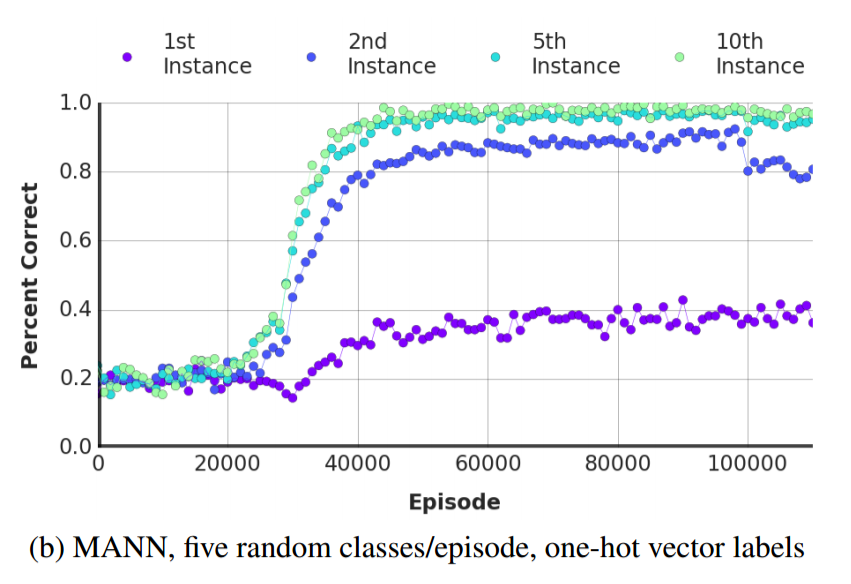 1st Instance
2nd Instance
5th Instance
10th Instance
Percent Correct
1.0
0.8
0.6
0.4
0.2
0.0
0
20000
40000
60000
80000
100000
Episode
(b) MANN, five random classes/episode, one-hot vector labels